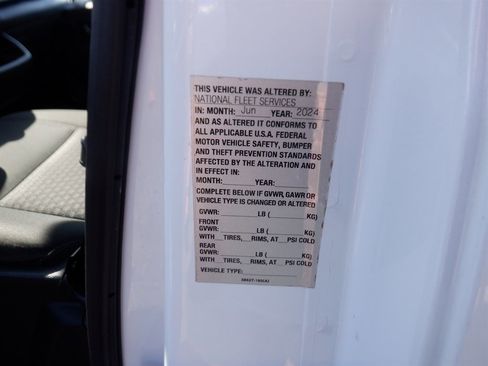 THIS VEHICLE WAS ALTERED BY:
NATIONAL FLEET SERVICES
IN: MONTH: Jun YEAR: 2024
AND AS ALTERED IT CONFORMS TO
ALL APPLICABLE U.S.A. FEDERAL
MOTOR VEHICLE SAFETY, BUMPER
AND THEFT PREVENTION STANDARDS
AFFECTED BY THE ALTERATION AND
IN EFFECT IN:
MONTH: YEAR:
COMPLETE BELOW IF GVWR, GAWR OR
VEHICLE TYPE IS CHANGED OR ALTERED
GVWR: LB ( KG)
FRONT
GVWR: LB ( KG)
WITH TIRES, RIMS, AT PSI COLD
REAR
GVWR: LB ( KG)
WITH TIRES, RIMS, AT PSI COLD
VEHICLE TYPE: